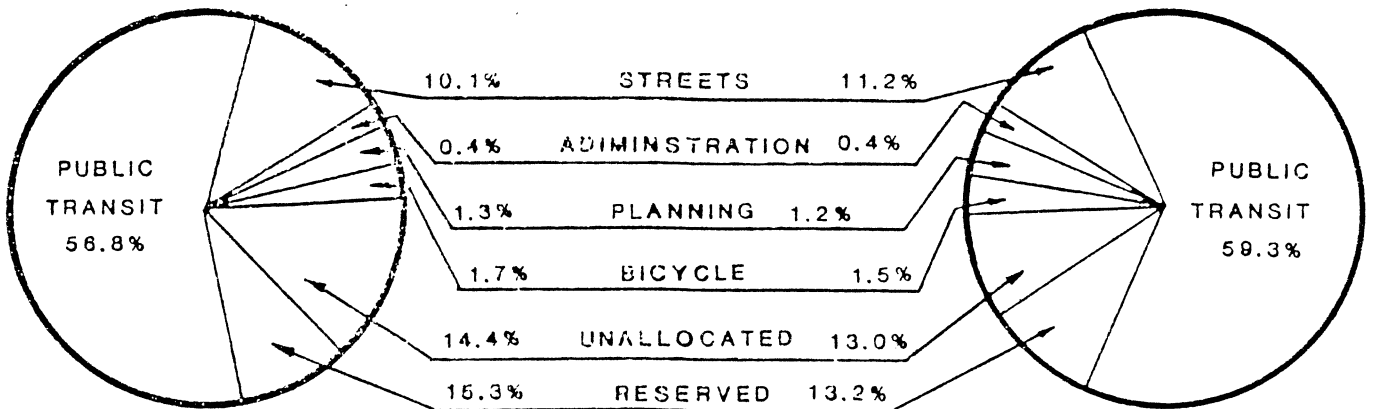 10.1% STREETS 11.2%
0.4% ADIMINSTRATION 0.4%
PUBLIC
TRANSIT
56.8%
PUBLIC
TRANSIT
59.3%
1.3% PLANNING 1.2%
1.7% BICYCLE 1.5%
14.4% UNALLOCATED 13.0%
15.3% RESERVED 13.2%